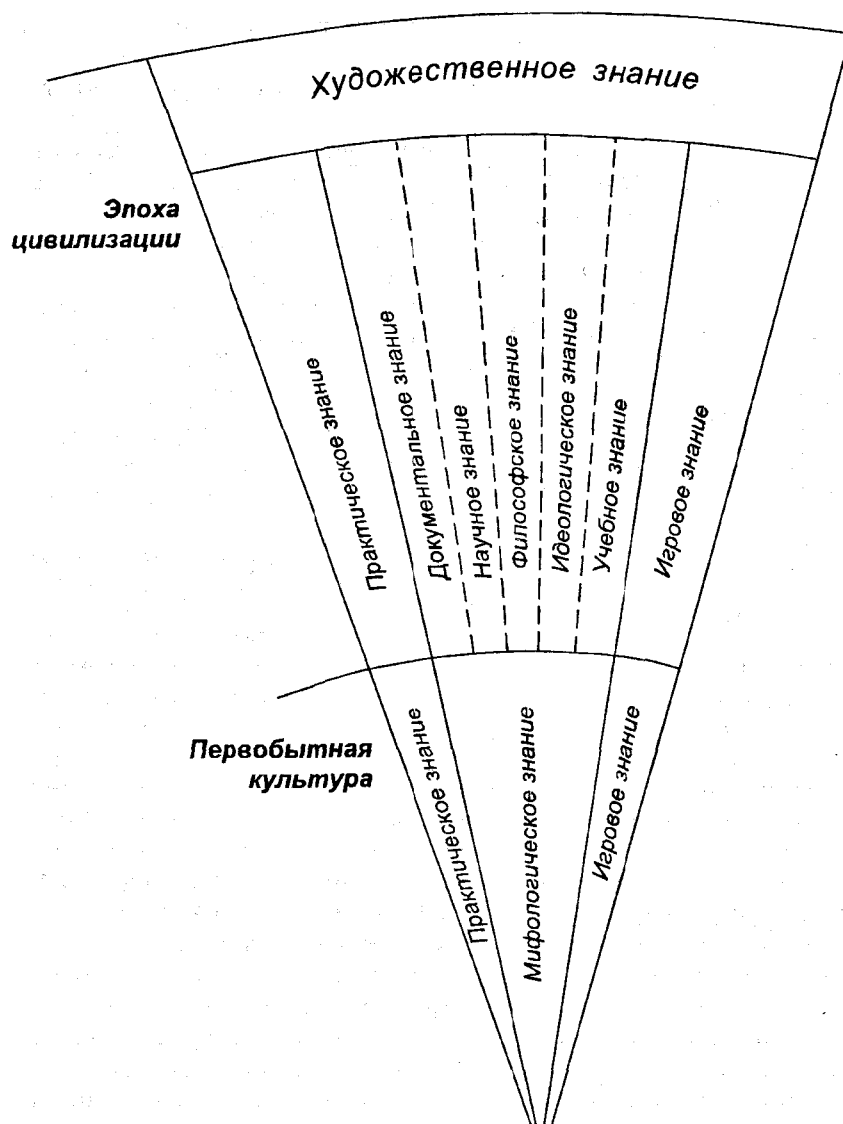 Художественное знание
Эпоха
цивилизации
Практическое знание
Документальное знание
Научное знание
Философское знание
Идеологическое знание
Учебное знание
Игровое знание
Первобытная
культура
Практическое знание
Мифологическое знание
Игровое знание